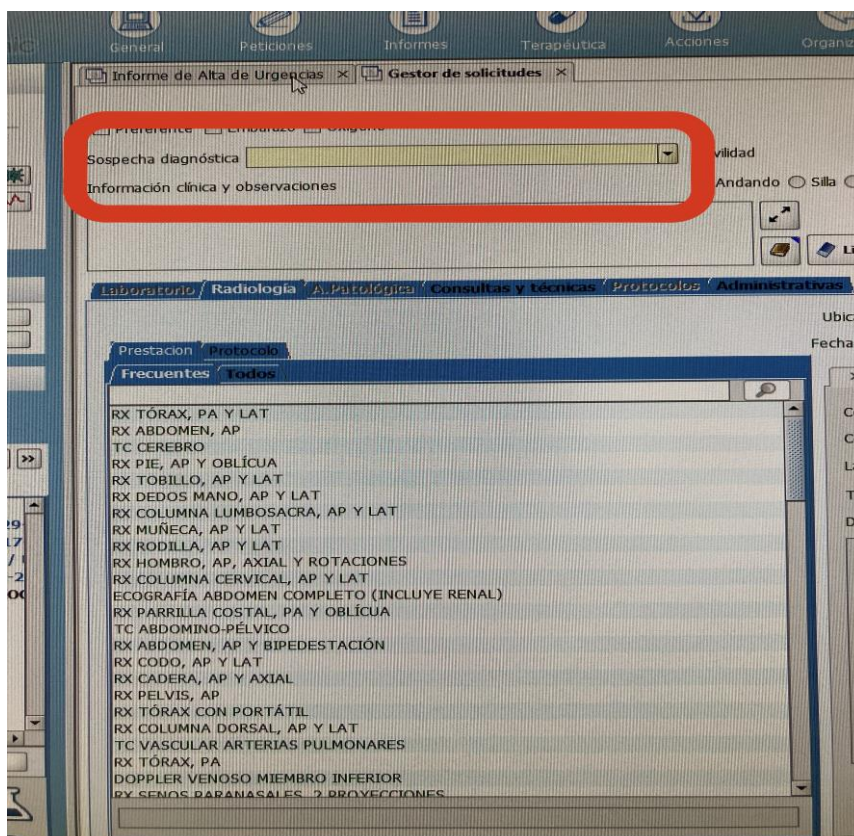 General Peticiones Informes Terapéutica Acciones
Informe de Alta de Urgencias × Gestor de solicitudes ×
Preferente Embarazo Oxígeno
Sospecha diagnóstica
Información clínica y observaciones
Andando Silla
Laboratorio Radiología A.Patológica Consultas y técnicas Protocolos Administrativas
Prestacion Protocolo
Frecuentes Todos
RX TÓRAX, PA Y LAT
RX ABDOMEN, AP
TC CEREBRO
RX PIE, AP Y OBLÍCUA
RX TOBILLO, AP Y LAT
RX DEDOS MANO, AP Y LAT
RX COLUMNA LUMBOSACRA, AP Y LAT
RX MUÑECA, AP Y LAT
RX RODILLA, AP Y LAT
RX HOMBRO, AP, AXIAL Y ROTACIONES
RX COLUMNA CERVICAL, AP Y LAT
ECOGRAFÍA ABDOMEN COMPLETO (INCLUYE RENAL)
RX PARRILLA COSTAL, PA Y OBLÍCUA
TC ABDOMINO-PÉLVICO
RX ABDOMEN, AP Y BIPEDESTACIÓN
RX CODO, AP Y LAT
RX CADERA, AP Y AXIAL
RX PELVIS, AP
RX TÓRAX CON PORTÁTIL
RX COLUMNA DORSAL, AP Y LAT
TC VASCULAR ARTERIAS PULMONARES
RX TÓRAX, PA
DOPPLER VENOSO MIEMBRO INFERIOR
RX SENOS PARANASALES, 2 PROYECCIONES